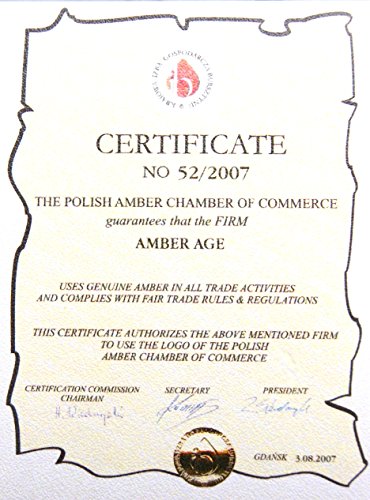 CERTIFICATE
NO 52/2007
THE POLISH AMBER CHAMBER OF COMMERCE
guarantees that the FIRM
AMBER AGE
USES GENUINE AMBER IN ALL TRADE ACTIVITIES
AND COMPLIES WITH FAIR TRADE RULES & REGULATIONS
THIS CERTIFICATE AUTHORIZES THE ABOVE MENTIONED FIRM
TO USE THE LOGO OF THE POLISH
AMBER CHAMBER OF COMMERCE
CERTIFICATION COMMISSION CHAIRMAN
SECRETARY
PRESIDENT
GDAŃSK 3.08.2007